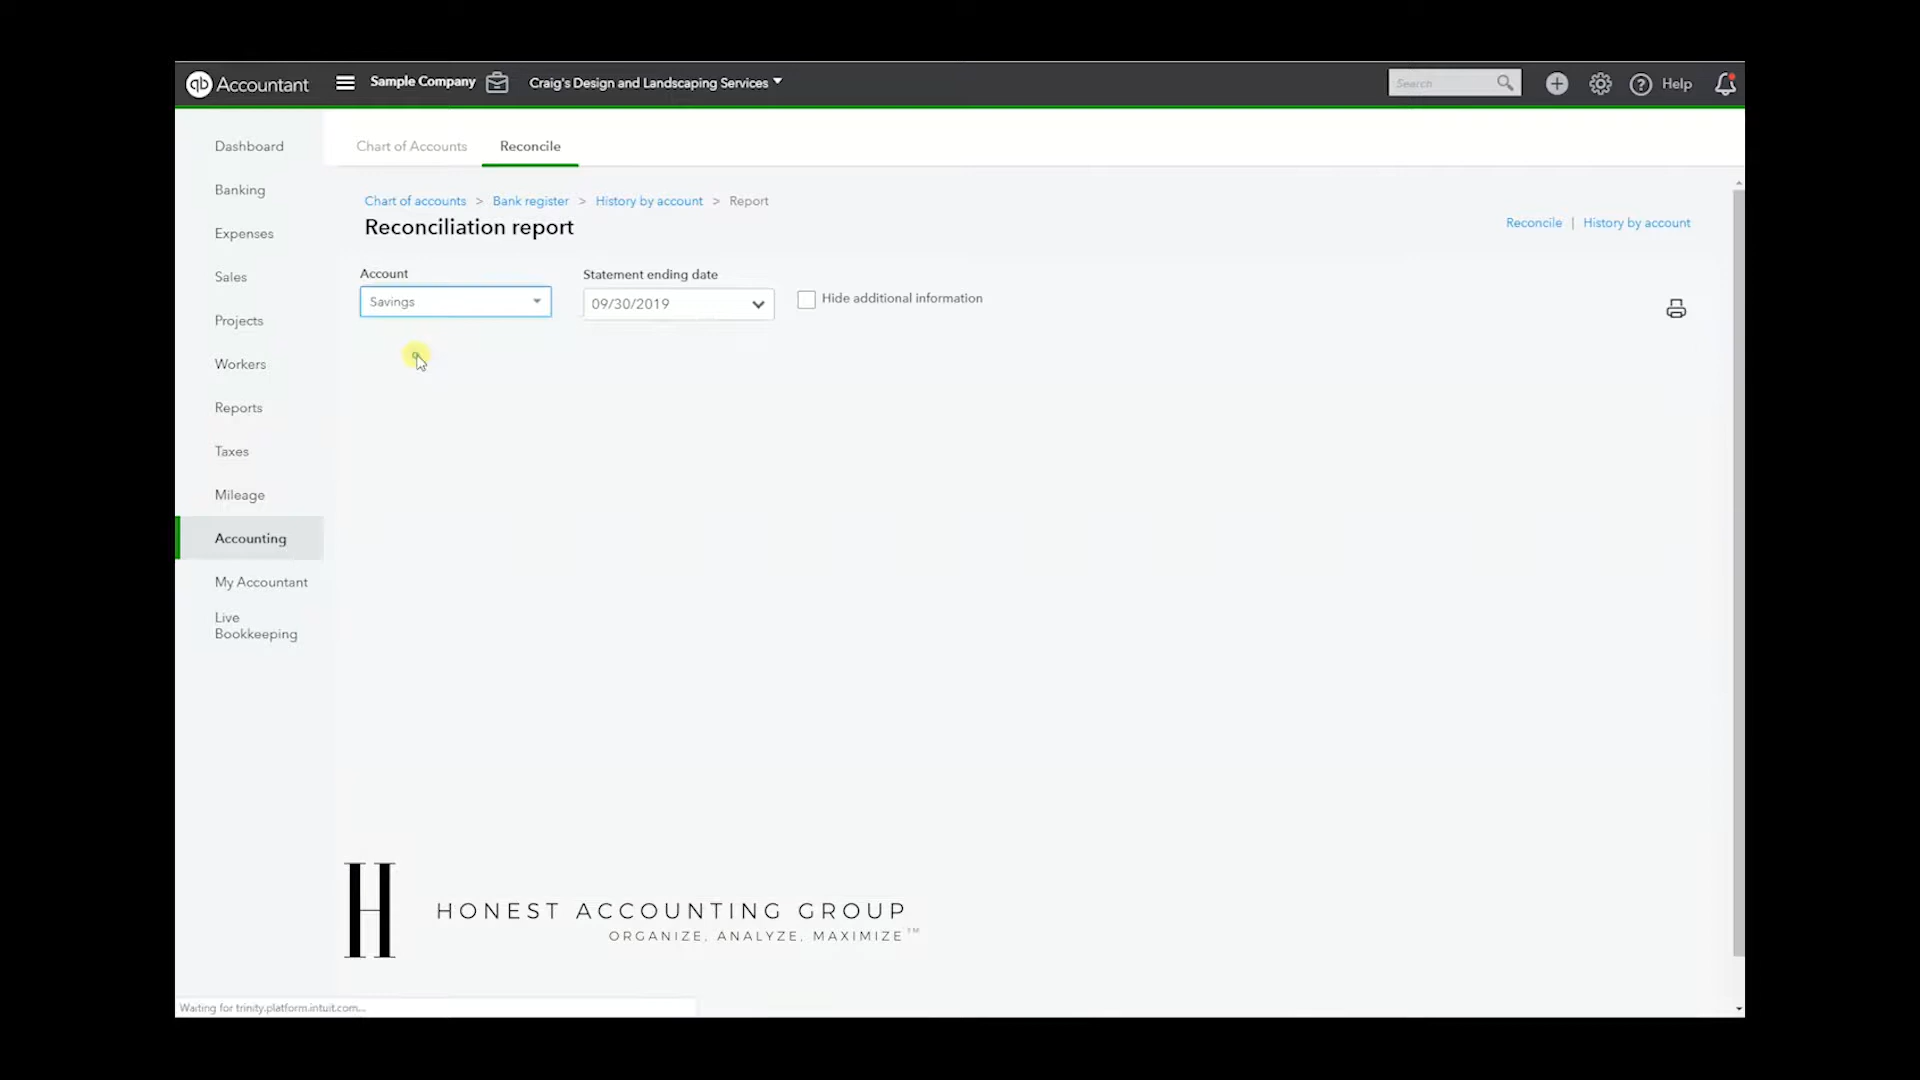 qb Accountant
Sample Company
Craig's Design and Landscaping Services
Search
Help
Dashboard
Banking
Expenses
Sales
Projects
Workers
Reports
Taxes
Mileage
Accounting
My Accountant
Live
Bookkeeping
Chart of Accounts
Reconcile
Chart of accounts > Bank register > History by account > Report
Reconciliation report
Reconcile | History by account
Account
Savings
Statement ending date
09/30/2019
Hide additional information
H
HONEST ACCOUNTING GROUP
ORGANIZE, ANALYZE, MAXIMIZE™
Waiting for trinity.platform.intuit.com...